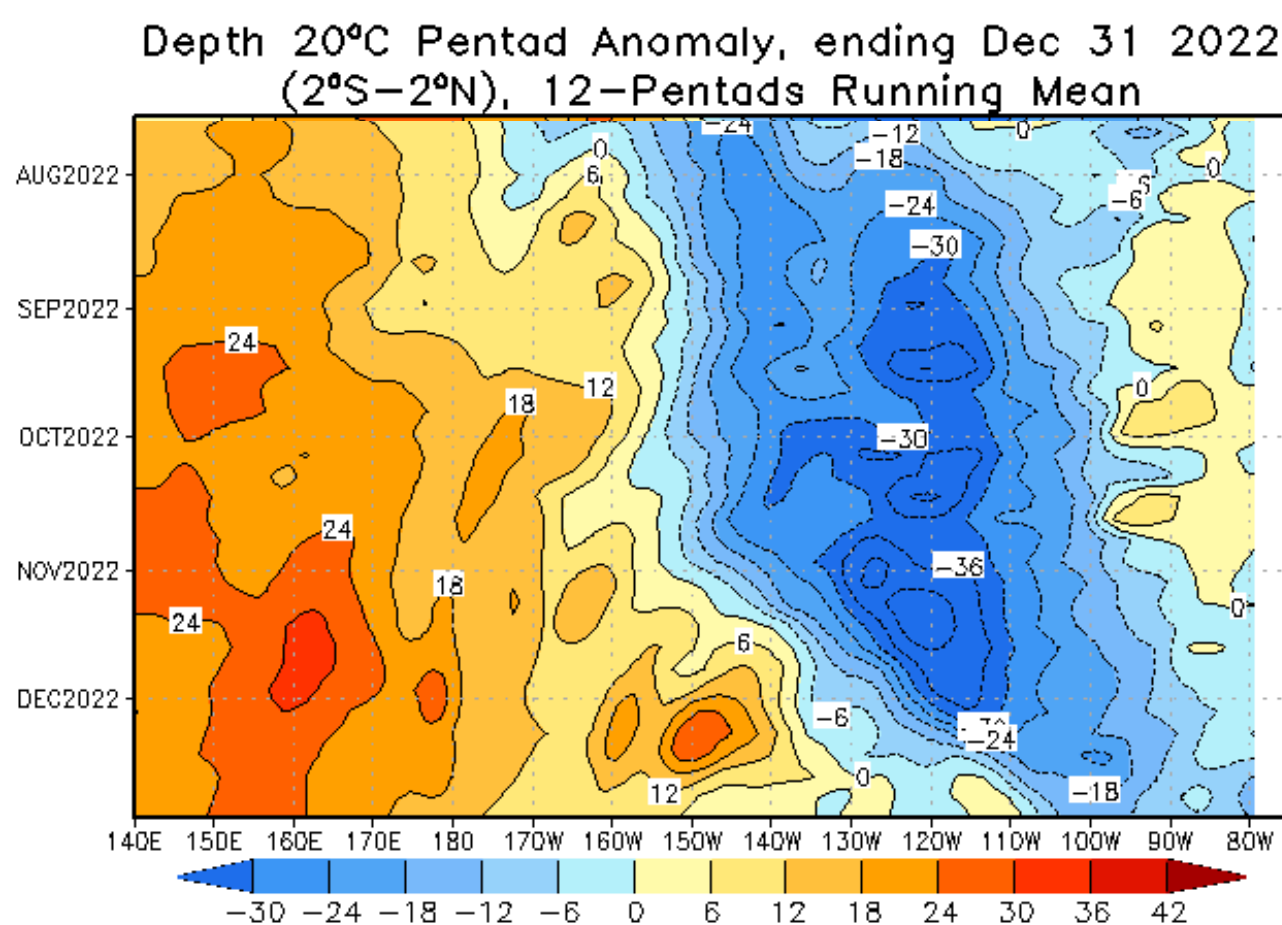 Depth 20°C Pentad Anomaly, ending Dec 31 2022
(2°S−2°N), 12−Pentads Running Mean
−24 −12 0
AUG2022 0 −18 0
6 −6
−24
−30
SEP2022
24
12 0
18
OCT2022 −30
24
NOV2022 −36
18
24 0
6
DEC2022
−6
−24
0
12 −18
140E 150E 160E 170E 180 170W 160W 150W 140W 130W 120W 110W 100W 90W 80W
−30 −24 −18 −12 −6 0 6 12 18 24 30 36 42